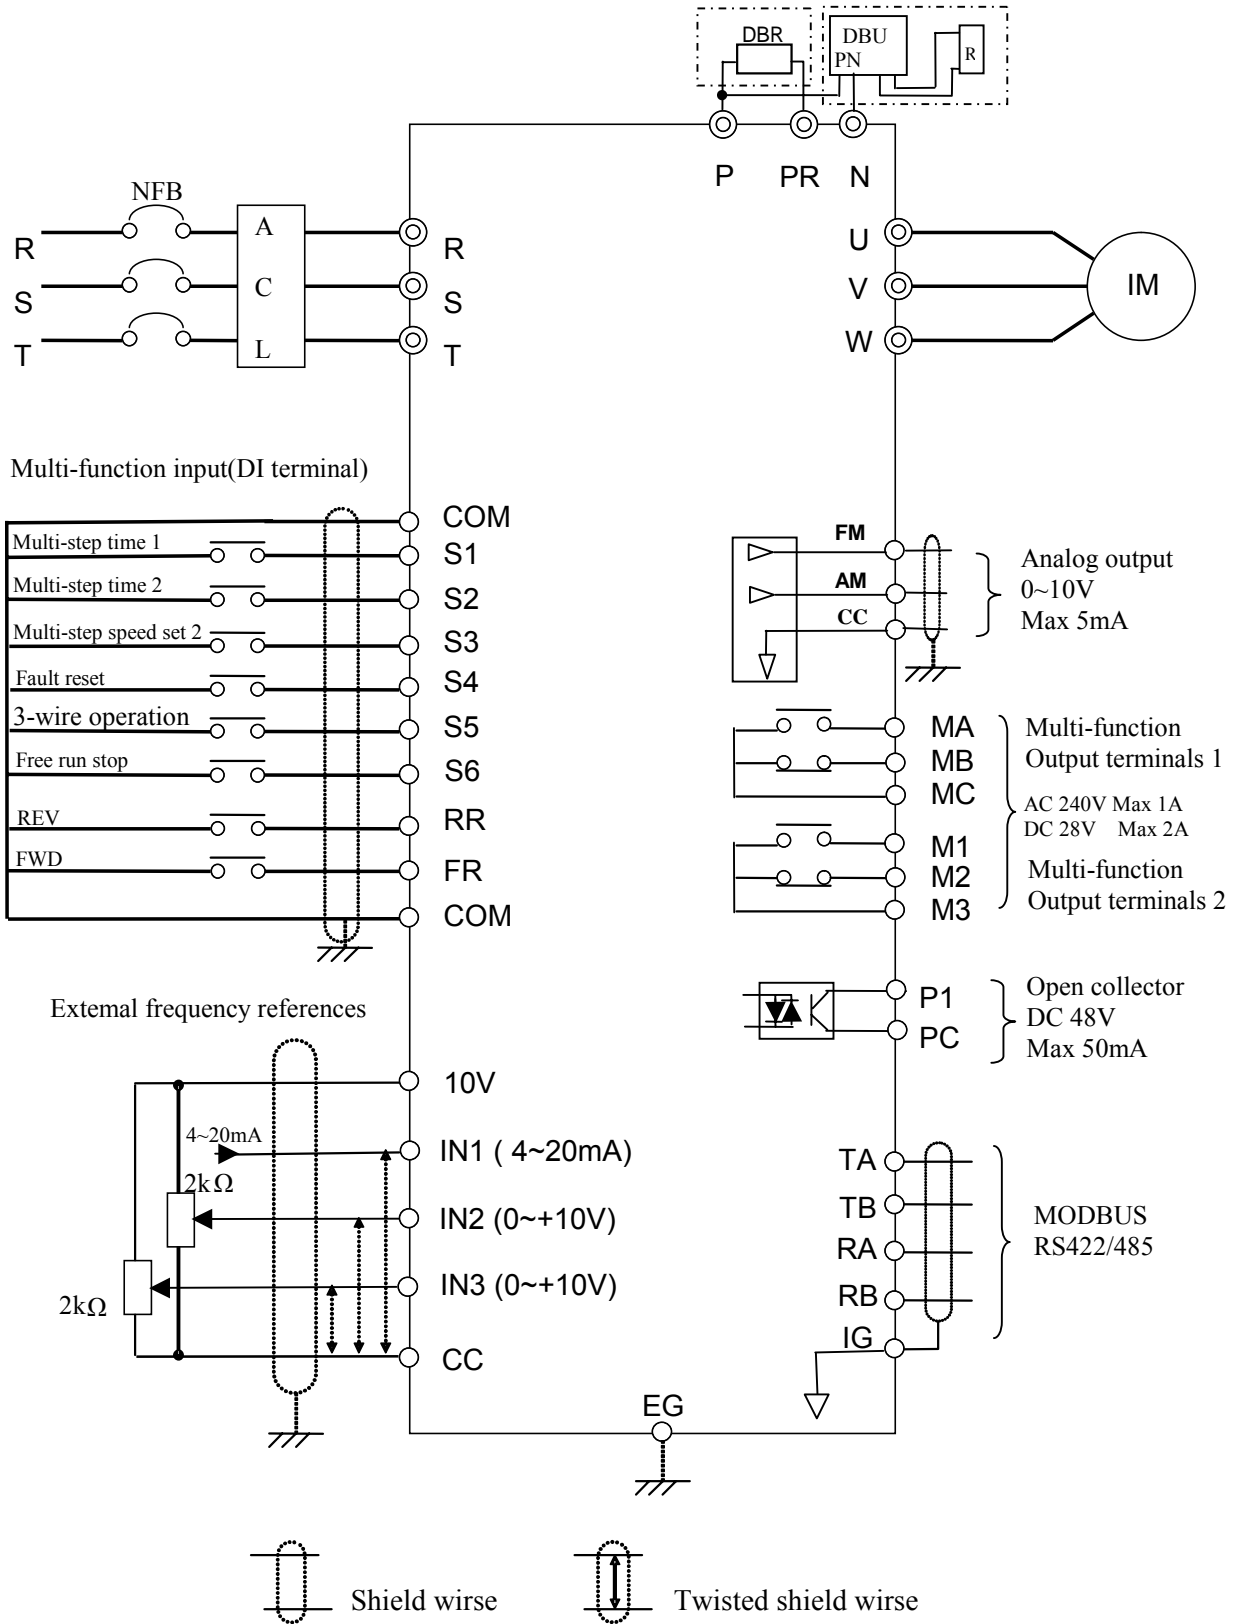 DBR
DBU
PN
R
P
PR
N
NFB
A
C
L
R
S
T
R
S
T
U
V
W
IM
Multi-function input(DI terminal)
COM
Multi-step time 1
S1
Multi-step time 2
S2
Multi-step speed set 2
S3
Fault reset
S4
3-wire operation
S5
Free run stop
S6
REV
RR
FWD
FR
COM
FM
AM
CC
Analog output
0~10V
Max 5mA
MA
MB
MC
Multi-function
Output terminals 1
AC 240V Max 1A
DC 28V Max 2A
M1
M2
M3
Multi-function
Output terminals 2
P1
PC
Open collector
DC 48V
Max 50mA
External frequency references
10V
4~20mA
IN1 ( 4~20mA)
2kΩ
IN2 (0~+10V)
IN3 (0~+10V)
2kΩ
CC
TA
TB
RA
RB
IG
MODBUS
RS422/485
EG
Shield wirse
Twisted shield wirse